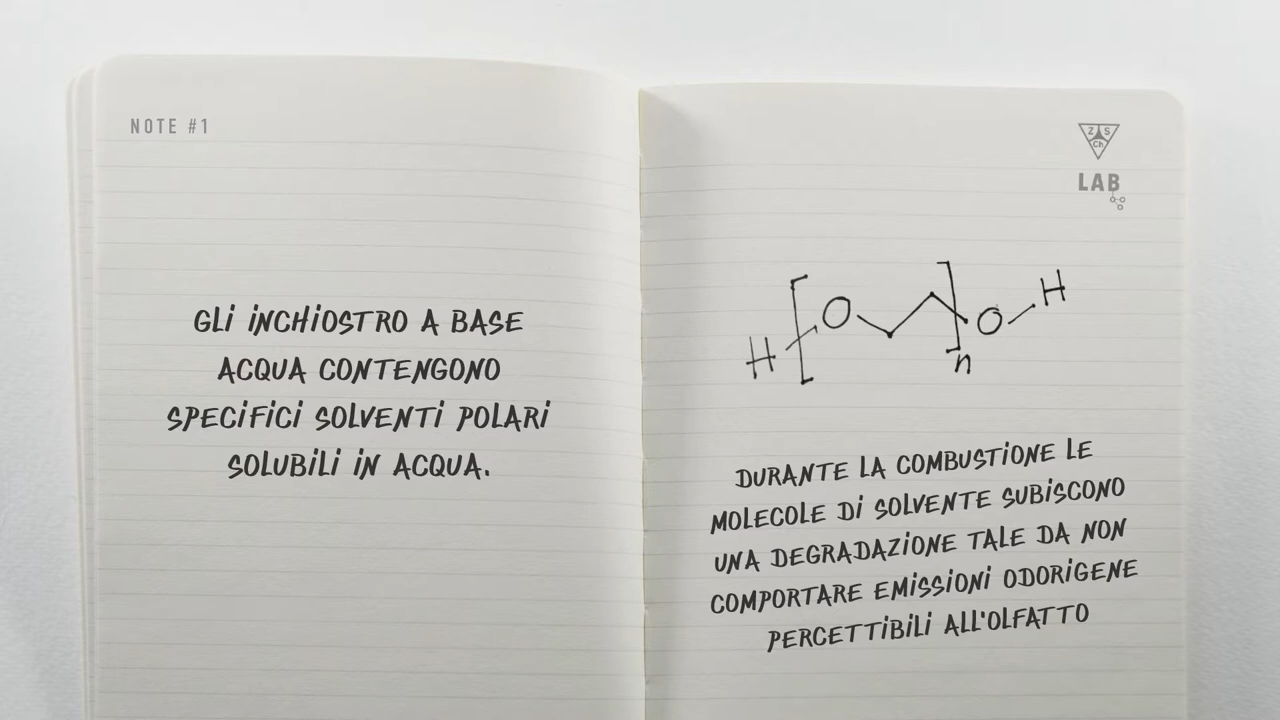 NOTE #1
GLI INCHIOSTRO A BASE
ACQUA CONTENGONO
SPECIFICI SOLVENTI POLARI
SOLUBILI IN ACQUA.
Z S
Ch
LAB
H [ O ] n O H
DURANTE LA COMBUSTIONE LE
MOLECOLE DI SOLVENTE SUBISCONO
UNA DEGRADAZIONE TALE DA NON
COMPORTARE EMISSIONI ODORIGENE
PERCETTIBILI ALL'OLFATTO